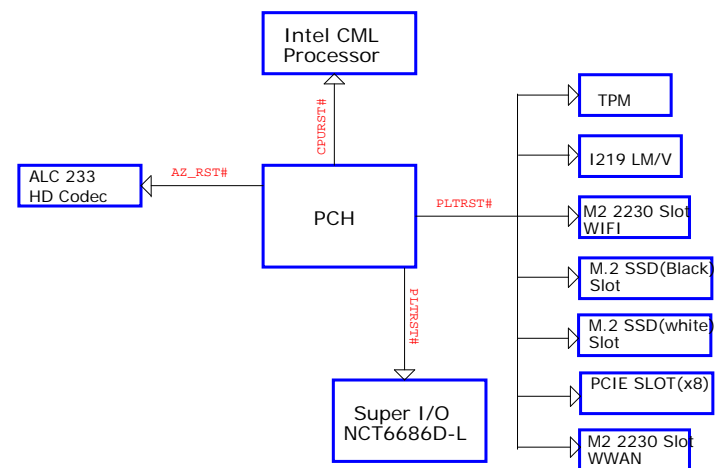 Intel CML
Processor
CPURST#
TPM
I219 LM/V
ALC 233
HD Codec
AZ_RST#
PCH
PLTRST#
M2 2230 Slot
WIFI
M.2 SSD(Black)
Slot
PLTRST#
M.2 SSD(white)
Slot
PCIE SLOT(x8)
Super I/O
NCT6686D-L
M2 2230 Slot
WWAN